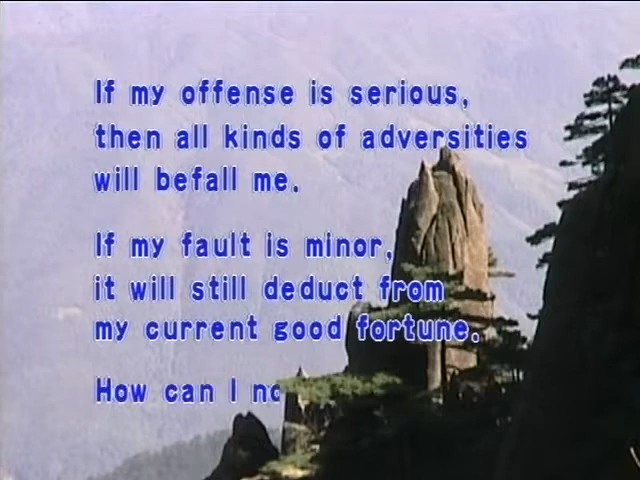 If my offense is serious,
then all kinds of adversities
will befall me.
If my fault is minor,
it will still deduct from
my current good fortune.
How can I